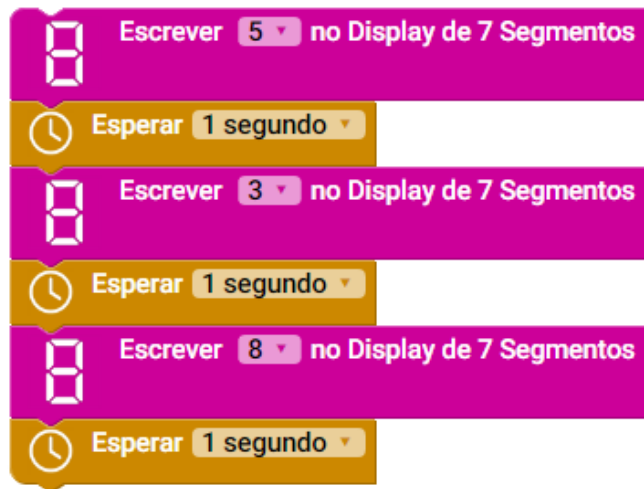 Escrever 5 no Display de 7 Segmentos
Esperar 1 segundo
Escrever 3 no Display de 7 Segmentos
Esperar 1 segundo
Escrever 8 no Display de 7 Segmentos
Esperar 1 segundo